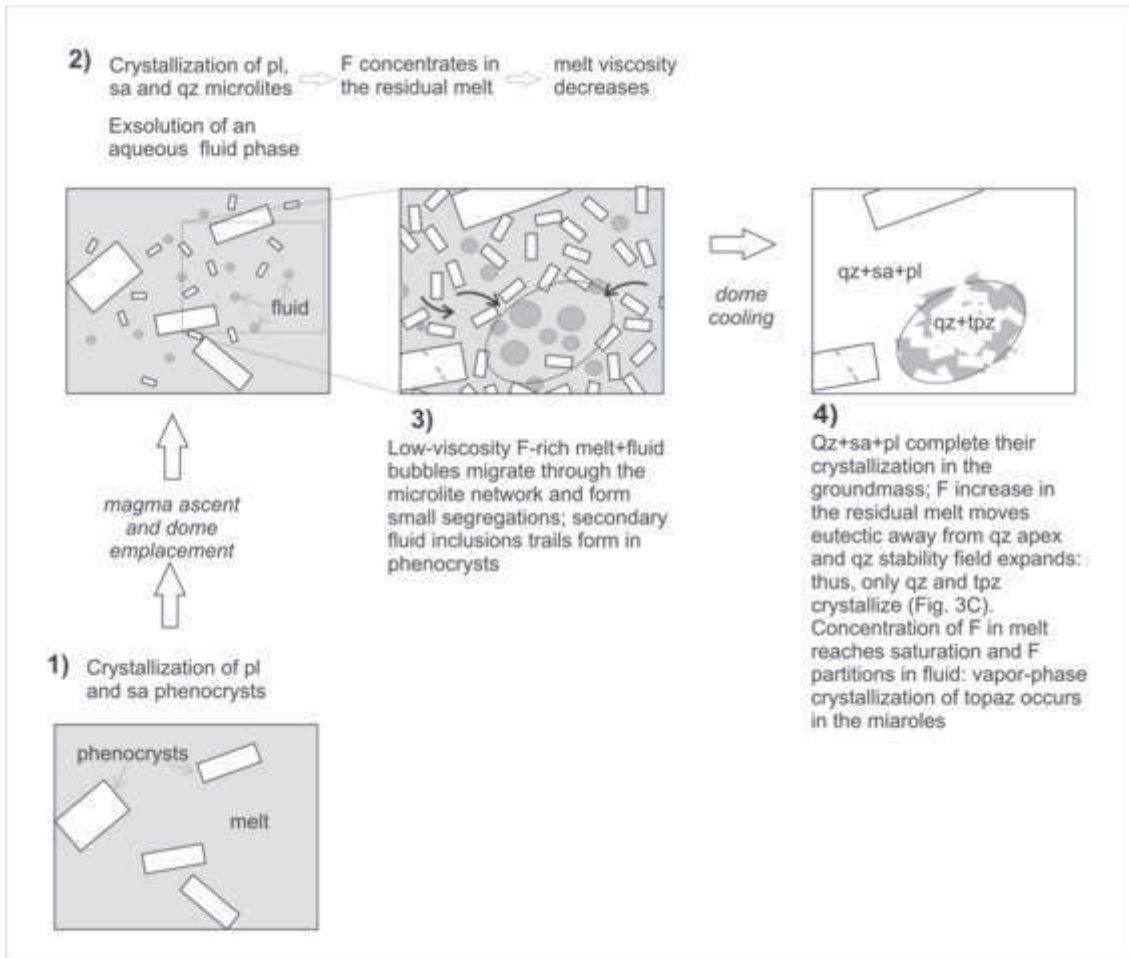 2) Crystallization of pl,
sa and qz microlites
F concentrates in
the residual melt
melt viscosity
decreases
Exsolution of an
aqueous fluid phase
fluid
3)
Low-viscosity F-rich melt+fluid
bubbles migrate through the
microlite network and form
small segregations; secondary
fluid inclusions trails form in
phenocrysts
dome
cooling
qz+sa+pl
qz+tpz
4)
Qz+sa+pl complete their
crystallization in the
groundmass; F increase in
the residual melt moves
eutectic away from qz apex
and qz stability field expands:
thus, only qz and tpz
crystallize (Fig. 3C).
Concentration of F in melt
reaches saturation and F
partitions in fluid: vapor-phase
crystallization of topaz occurs
in the miaroles
magma ascent
and dome
emplacement
1) Crystallization of pl
and sa phenocrysts
phenocrysts
melt